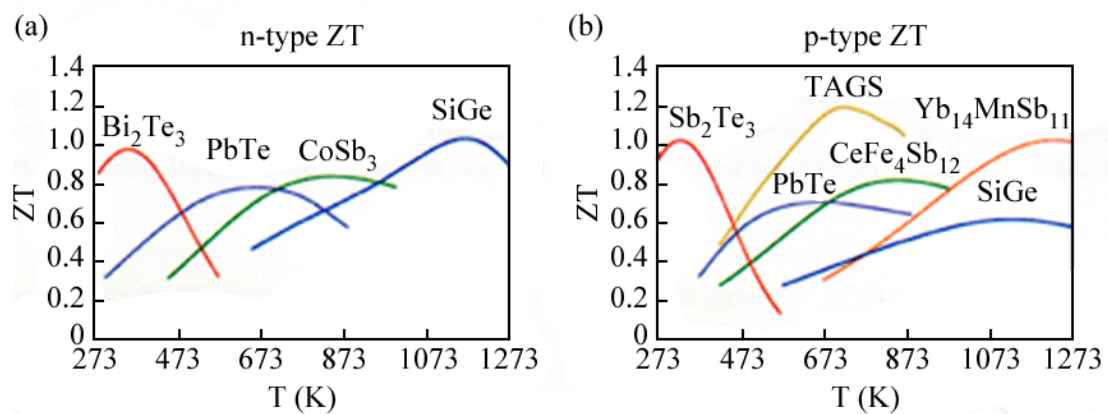 (a)
n-type ZT
ZT
1.4
1.2
1.0
0.8
0.6
0.4
0.2
0
Bi₂Te₃
PbTe
CoSb₃
SiGe
273 473 673 873 1073 1273
T (K)
(b)
p-type ZT
ZT
1.4
1.2
1.0
0.8
0.6
0.4
0.2
0
Sb₂Te₃
TAGS
Yb₁₄MnSb₁₁
CeFe₄Sb₁₂
PbTe
SiGe
273 473 673 873 1073 1273
T (K)